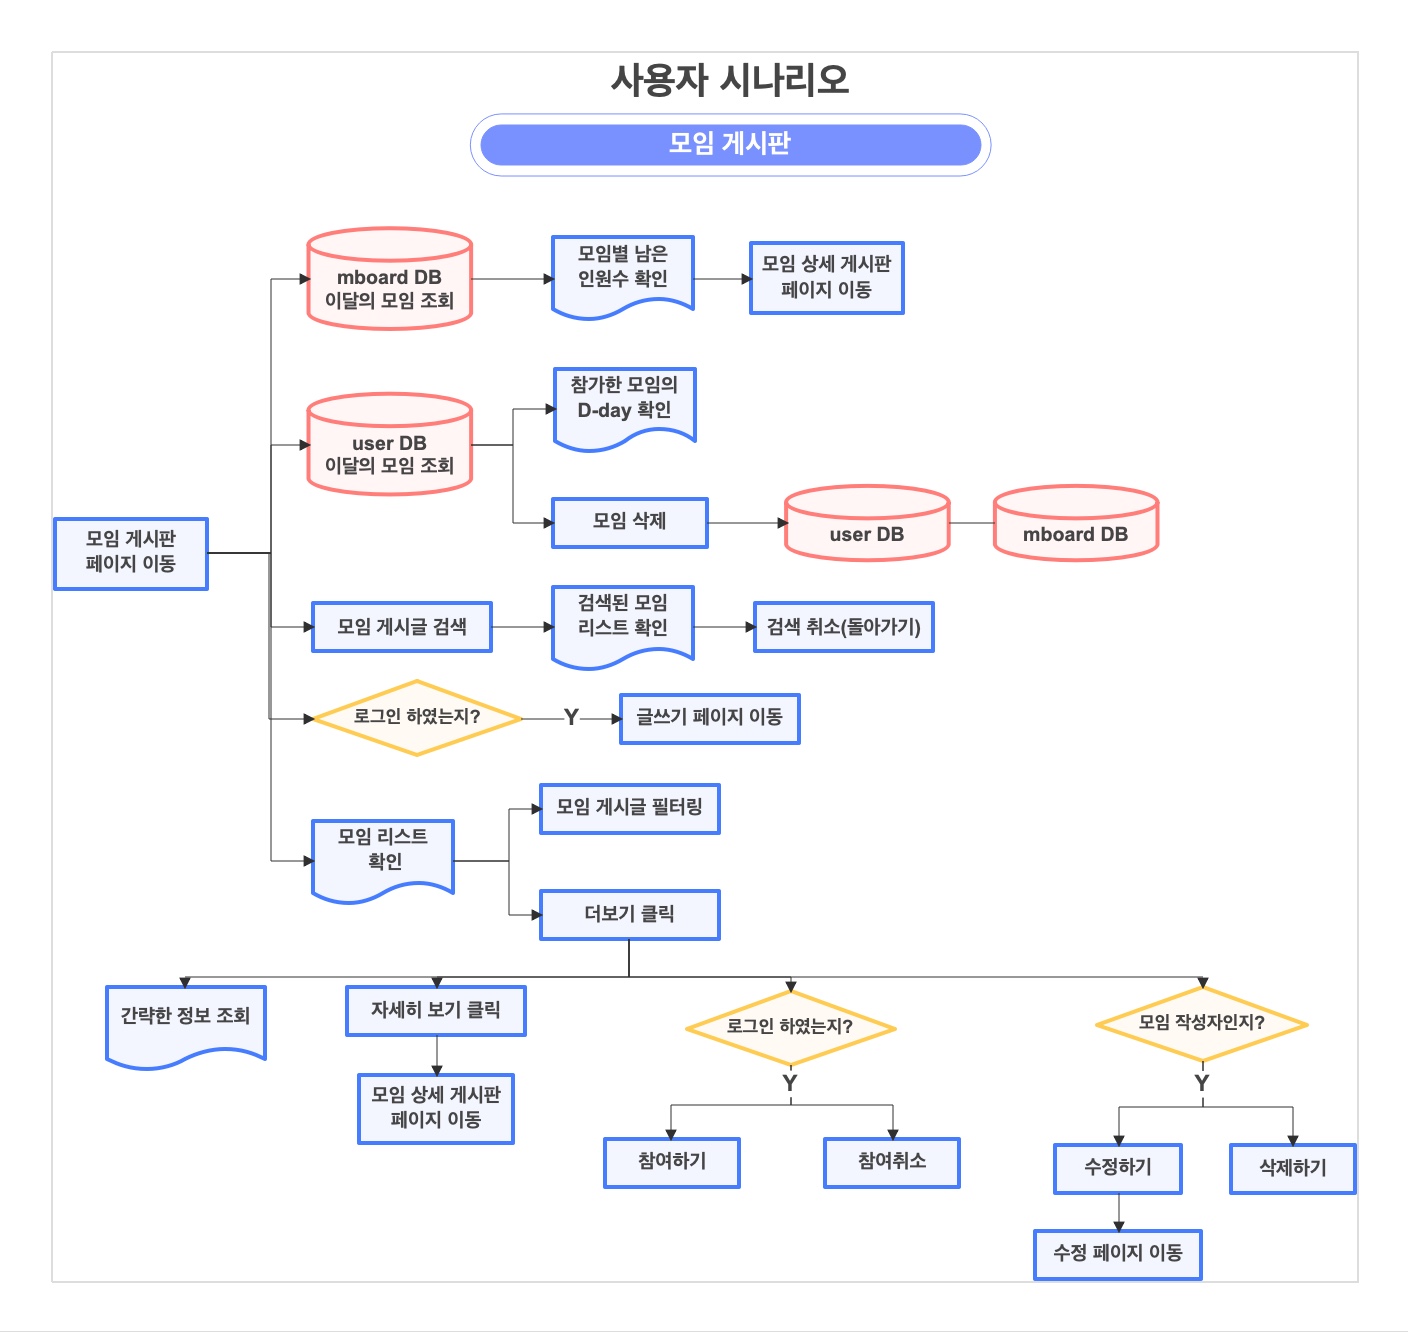 사용자 시나리오
모임 게시판
mboard DB
이달의 모임 조회
모임별 남은
인원수 확인
모임 상세 게시판
페이지 이동
user DB
이달의 모임 조회
참가한 모임의
D-day 확인
모임 삭제
user DB
mboard DB
모임 게시판
페이지 이동
모임 게시글 검색
검색된 모임
리스트 확인
검색 취소(돌아가기)
로그인 하였는지?
Y
글쓰기 페이지 이동
모임 리스트
확인
모임 게시글 필터링
더보기 클릭
간략한 정보 조회
자세히 보기 클릭
로그인 하였는지?
모임 작성자인지?
모임 상세 게시판
페이지 이동
Y
Y
참여하기
참여취소
수정하기
삭제하기
수정 페이지 이동